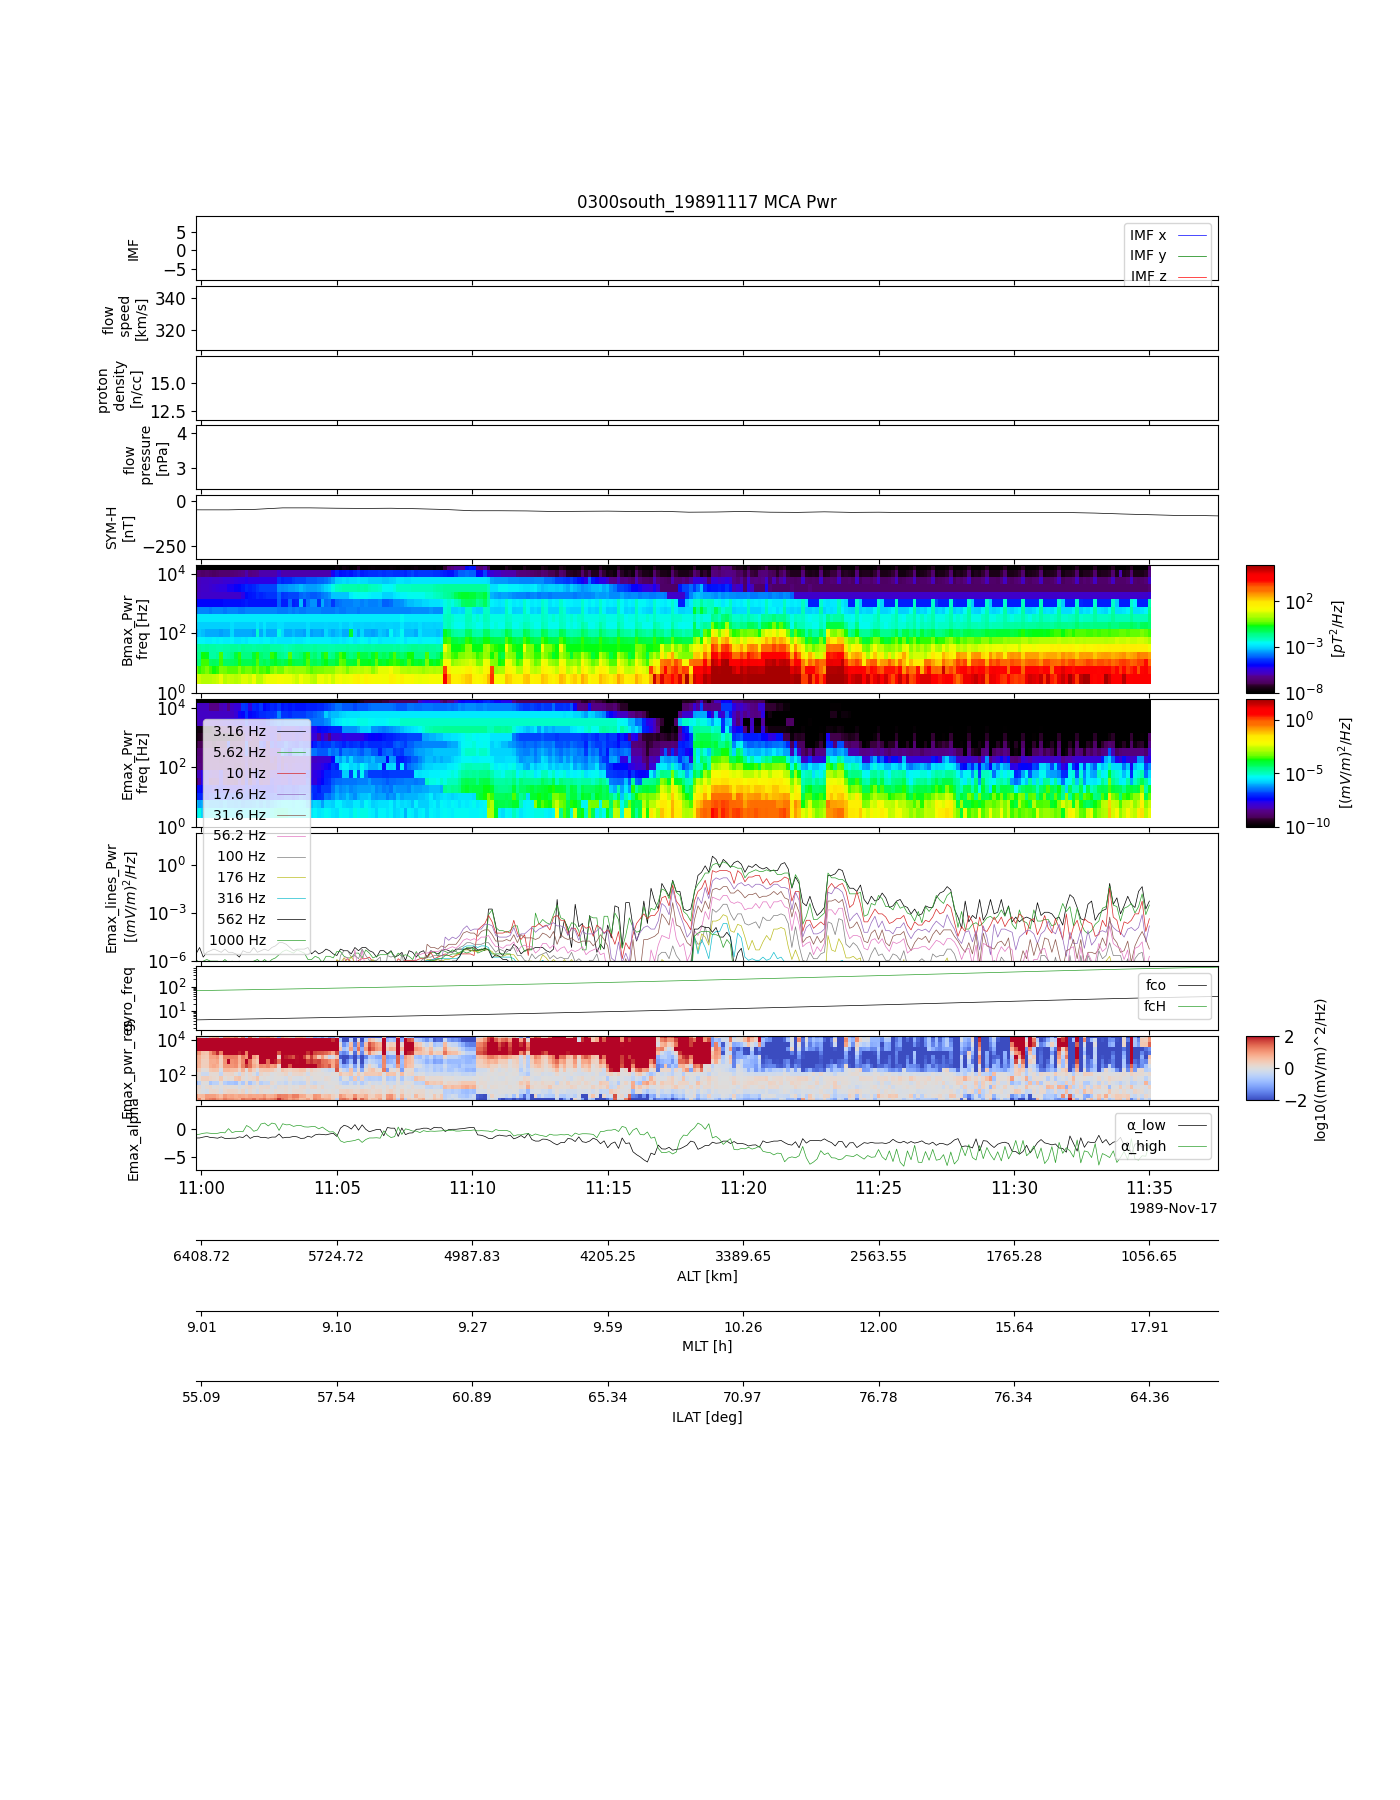 0300south_19891117 MCA Pwr
IMF
5
0
−5
IMF x
IMF y
IMF z
flow
speed
[km/s]
340
320
proton
density
[n/cc]
15.0
12.5
flow
pressure
[nPa]
4
3
SYM-H
[nT]
0
−250
Bmax_Pwr
freq [Hz]
10^4
10^2
10^0
10^2
10^−3
10^−8
[pT^2/Hz]
Emax_Pwr
freq [Hz]
10^4
10^2
10^0
10^0
10^−5
10^−10
[(mV/m)^2/Hz]
3.16 Hz
5.62 Hz
10 Hz
17.6 Hz
31.6 Hz
56.2 Hz
100 Hz
176 Hz
316 Hz
562 Hz
1000 Hz
Emax_lines_Pwr
[(mV/m)^2/Hz]
10^0
10^−3
10^−6
gyro_freq
10^2
10^1
fco
fcH
Emax_pwr_res
10^4
10^2
2
0
−2
log10((mV/m)^2/Hz)
Emax_alpha
0
−5
α_low
α_high
11:00 11:05 11:10 11:15 11:20 11:25 11:30 11:35
1989-Nov-17
6408.72 5724.72 4987.83 4205.25 3389.65 2563.55 1765.28 1056.65
ALT [km]
9.01 9.10 9.27 9.59 10.26 12.00 15.64 17.91
MLT [h]
55.09 57.54 60.89 65.34 70.97 76.78 76.34 64.36
ILAT [deg]